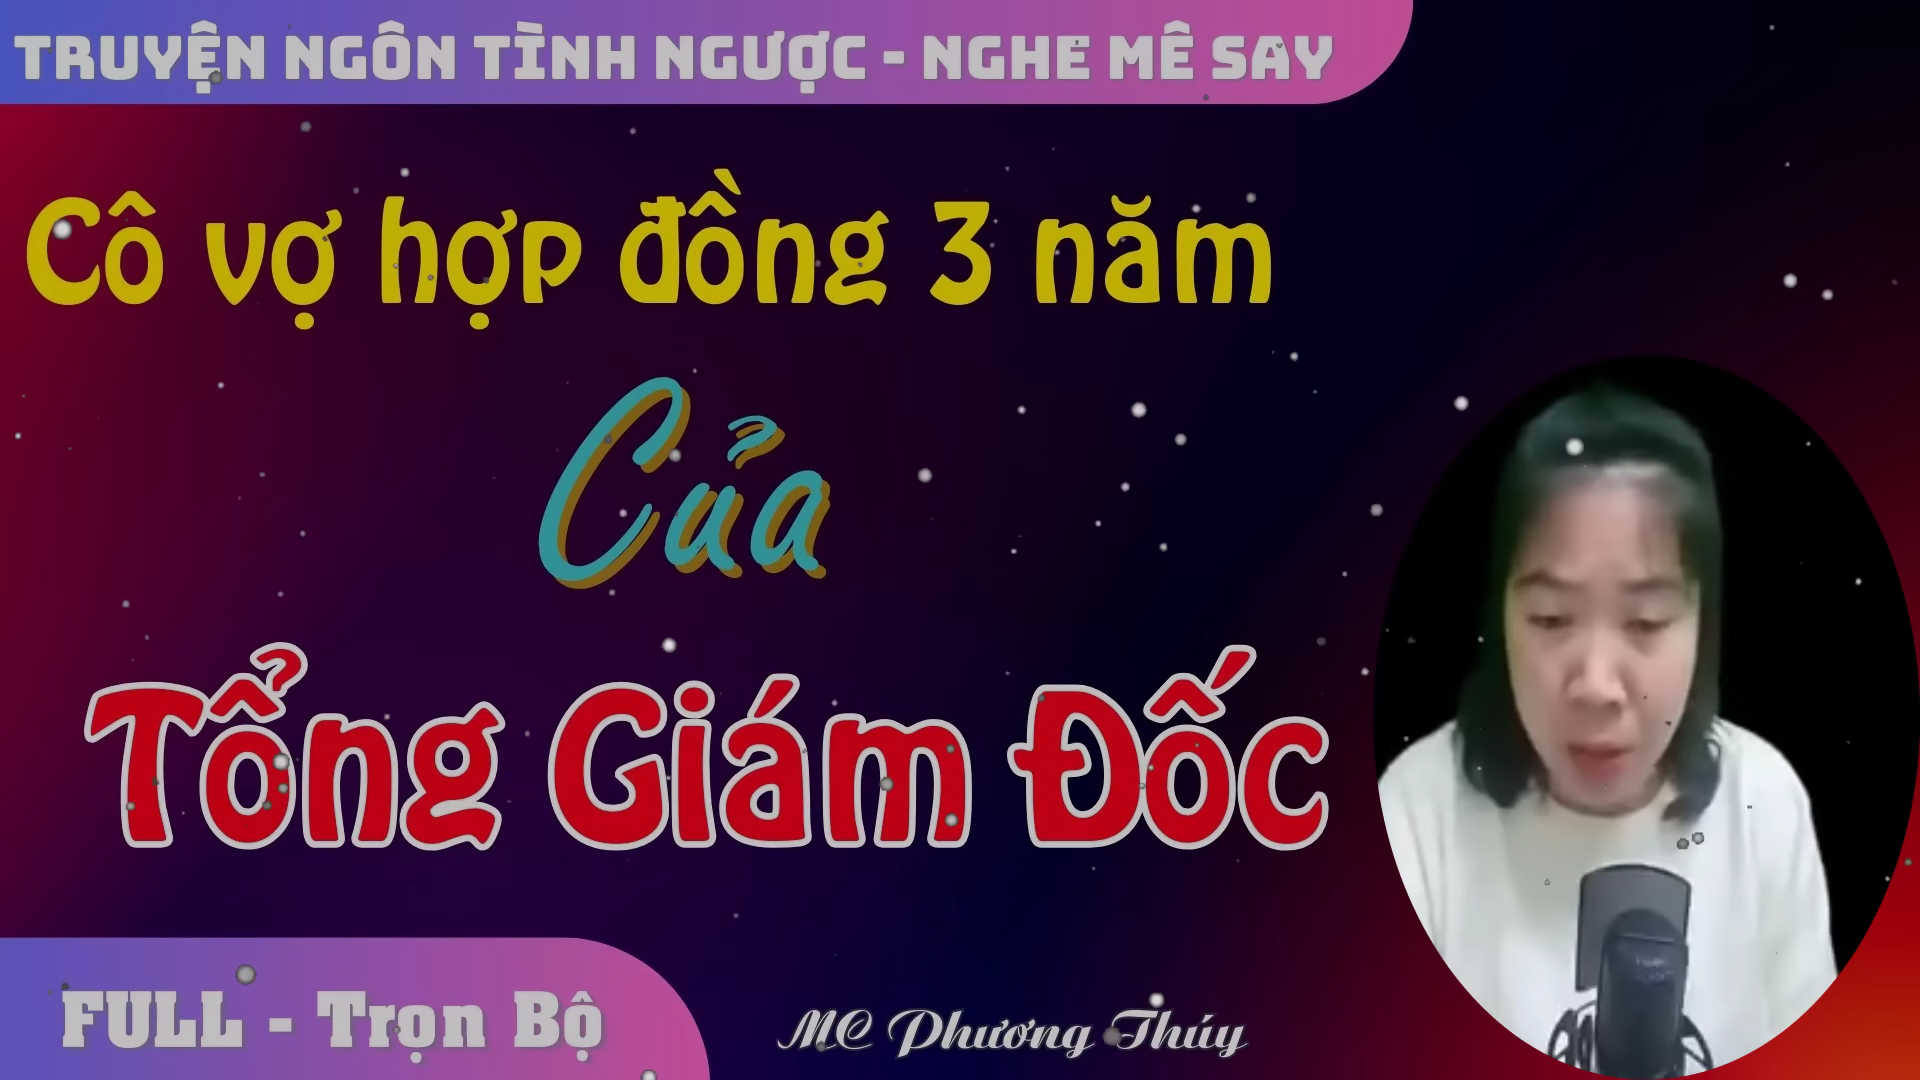 TRUYỆN NGÔN TÌNH NGƯỢC - NGHE MÊ SAY
Cô vợ hợp đồng 3 năm
Của
Tổng Giám Đốc
FULL - Trọn Bộ
MC Phương Thúy